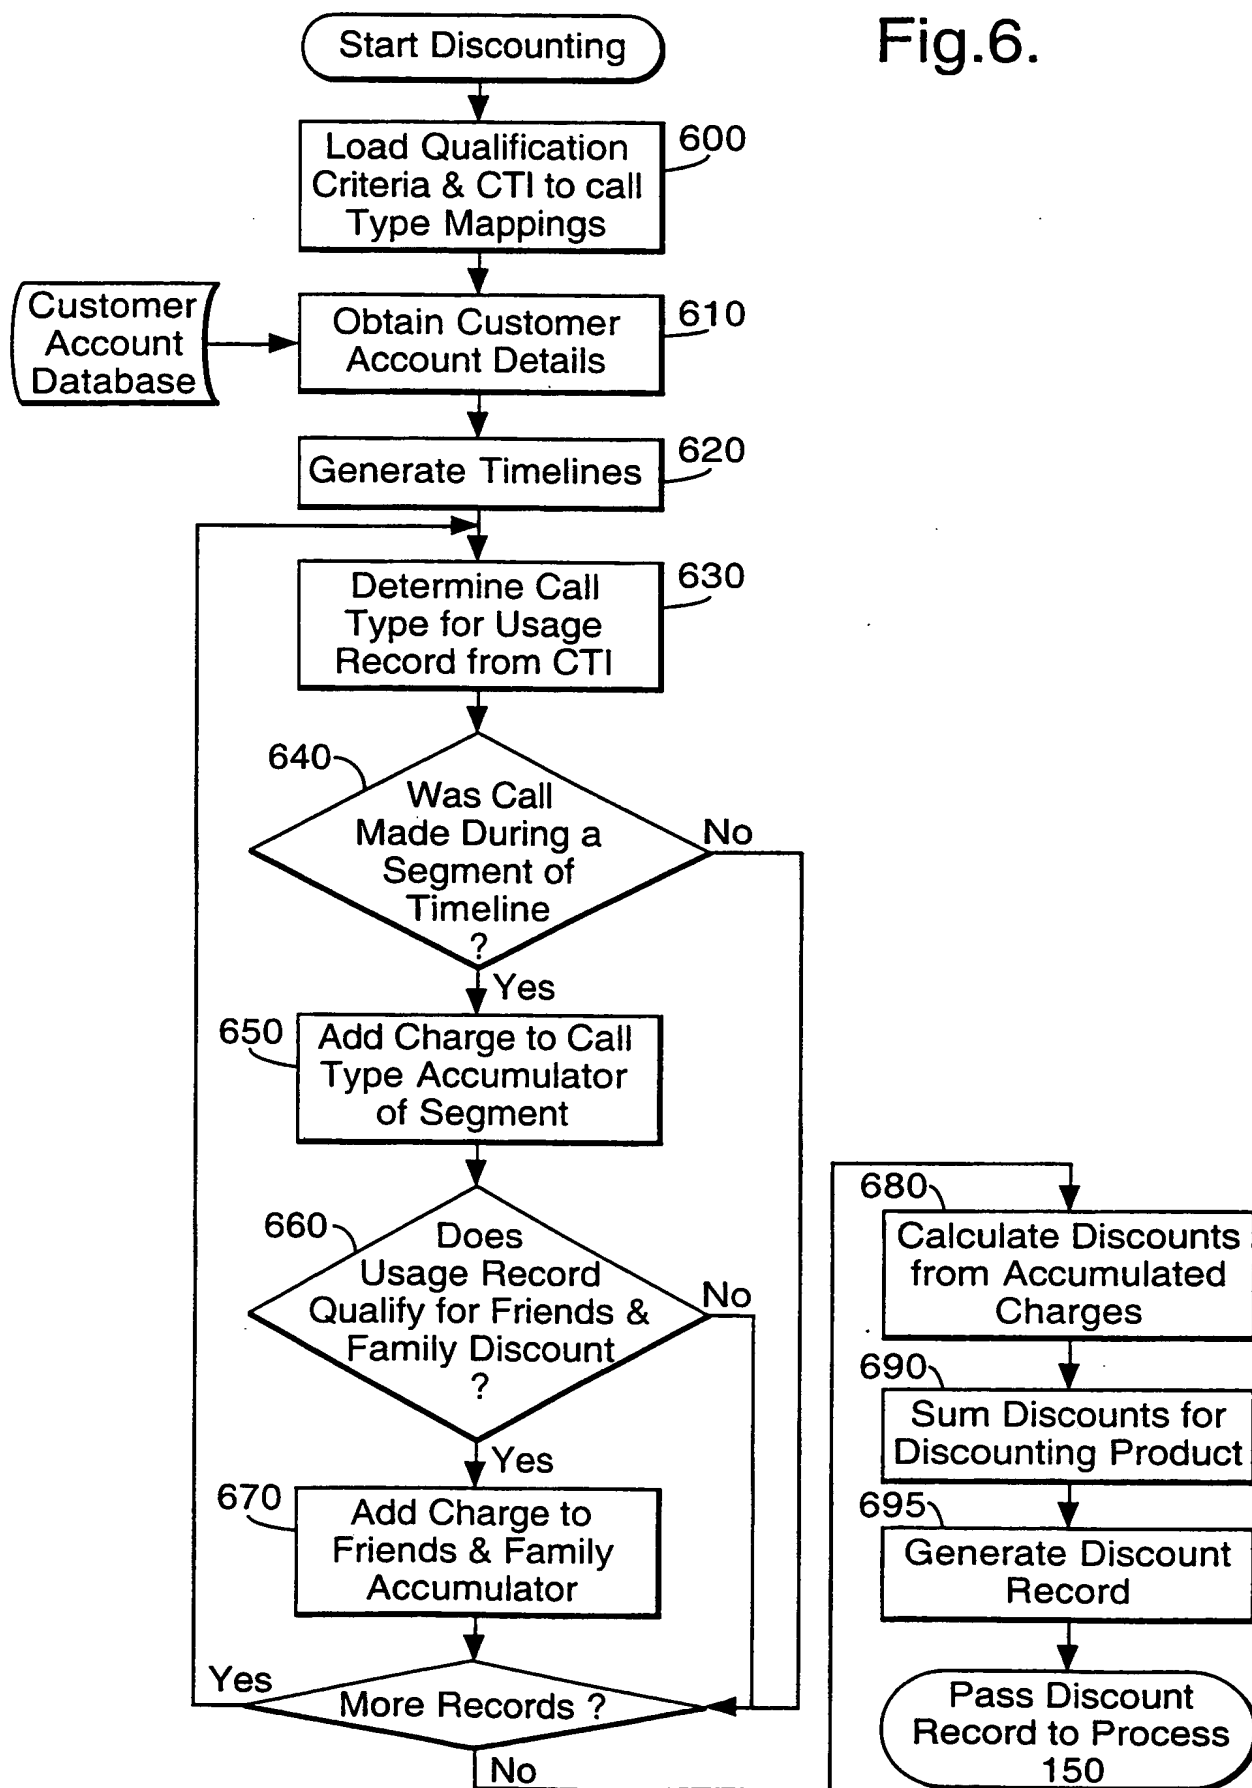 Fig.6.
Start Discounting
600
Load Qualification
Criteria & CTI to call
Type Mappings
Customer
Account
Database
610
Obtain Customer
Account Details
620
Generate Timelines
630
Determine Call
Type for Usage
Record from CTI
640
Was Call
Made During a
Segment of
Timeline
?
No
Yes
650
Add Charge to Call
Type Accumulator
of Segment
660
Does
Usage Record
Qualify for Friends &
Family Discount
?
No
Yes
670
Add Charge to
Friends & Family
Accumulator
Yes
More Records ?
No
680
Calculate Discounts
from Accumulated
Charges
690
Sum Discounts for
Discounting Product
695
Generate Discount
Record
Pass Discount
Record to Process
150